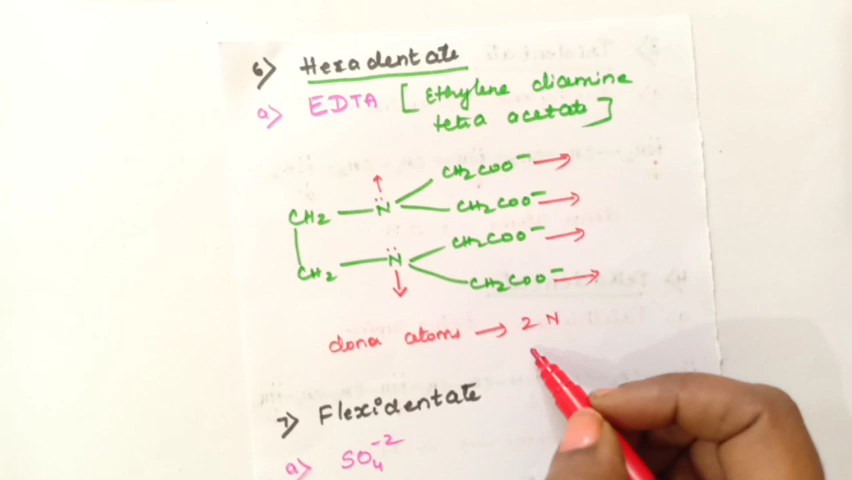 6) Hexadentate
a) EDTA [Ethylene diamine
tetra acetate]
CH2COO⁻
CH2 N CH2COO⁻
CH2COO⁻
CH2 N CH2COO⁻
dona atoms → 2 N
7) Flexidentate
a) SO4⁻²